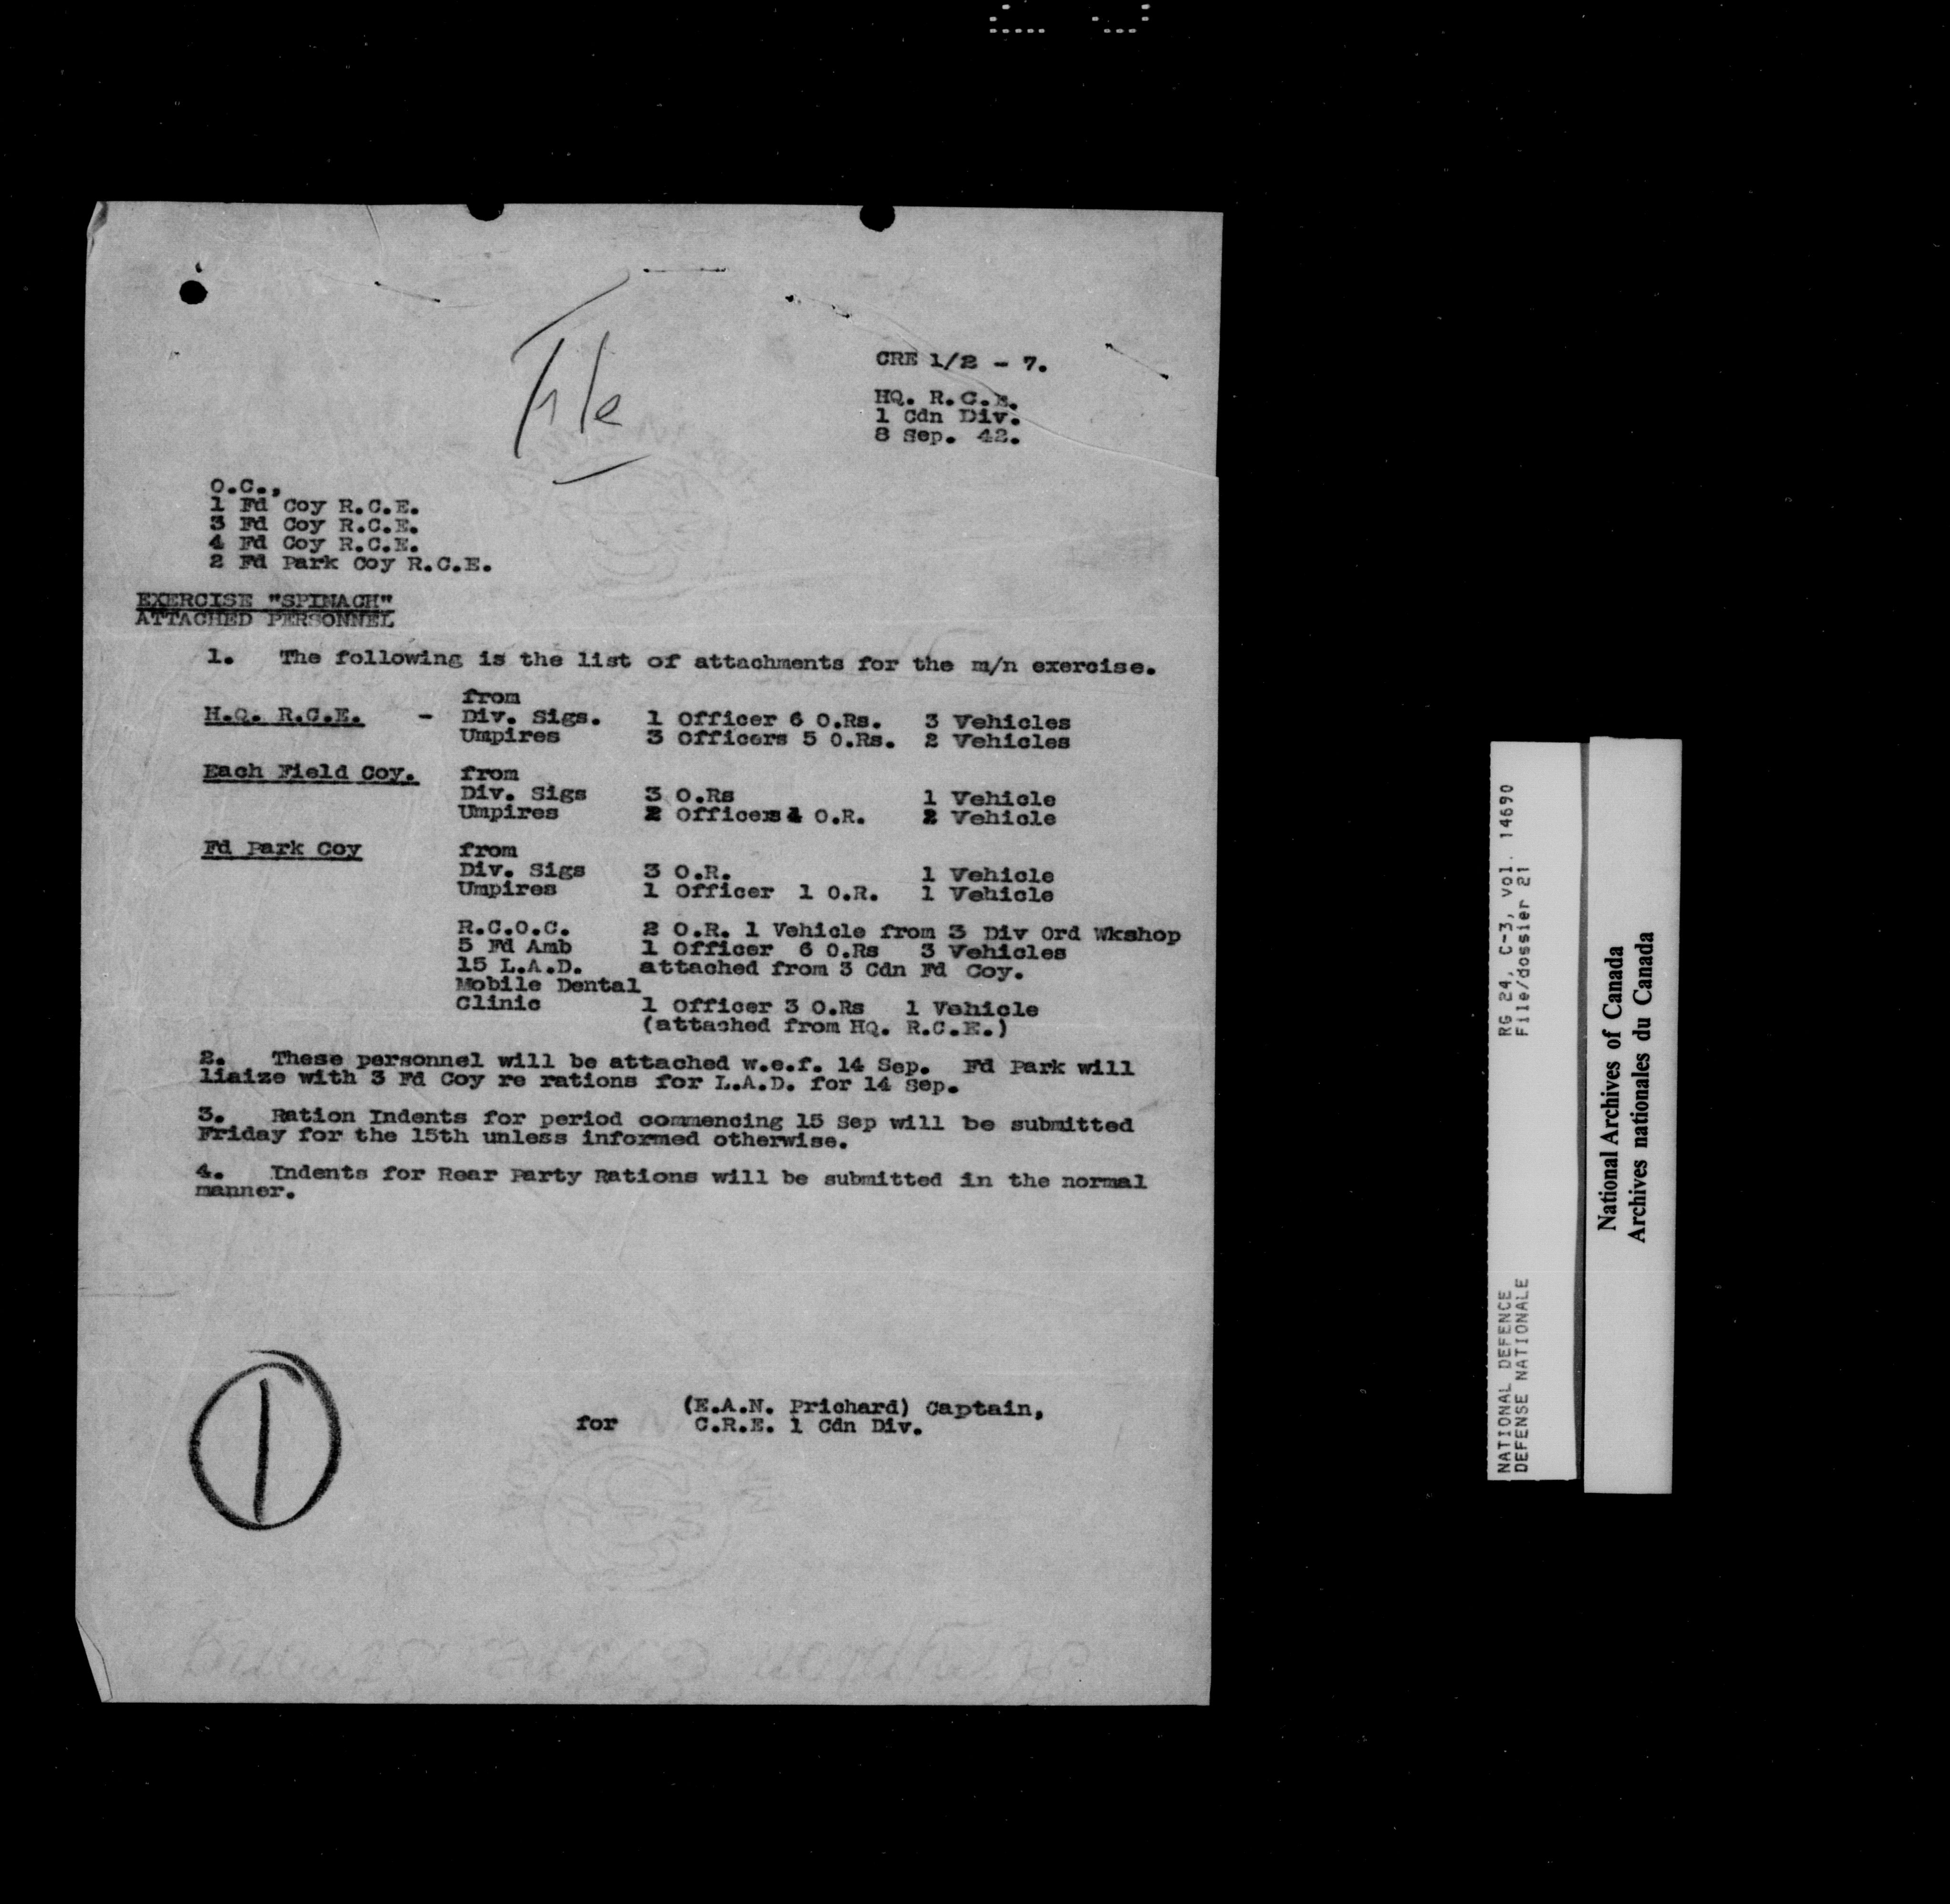 File
CRE 1/2 - 7.
HQ. R.C.E.
1 Cdn Div.
8 Sep. 42.
O.C.,
1 Fd Coy R.C.E.
3 Fd Coy R.C.E.
4 Fd Coy R.C.E.
2 Fd Park Coy R.C.E.
EXERCISE "SPINACH"
ATTACHED PERSONNEL
1. The following is the list of attachments for the m/n exercise.
from
H.Q. R.C.E. - Div. Sigs. 1 Officer 6 O.Rs. 3 Vehicles
Umpires 3 Officers 5 O.Rs. 2 Vehicles
Each Field Coy. from
Div. Sigs 3 O.Rs 1 Vehicle
Umpires 2 Officers 4 O.R. 2 Vehicle
Fd Park Coy from
Div. Sigs 3 O.R. 1 Vehicle
Umpires 1 Officer 1 O.R. 1 Vehicle
R.C.O.C. 2 O.R. 1 Vehicle from 3 Div Ord Wkshop
5 Fd Amb 1 Officer 6 O.Rs 3 Vehicles
15 L.A.D. attached from 3 Cdn Fd Coy.
Mobile Dental
Clinic 1 Officer 3 O.Rs 1 Vehicle
(attached from HQ. R.C.E.)
2. These personnel will be attached w.e.f. 14 Sep. Fd Park will
liaize with 3 Fd Coy re rations for L.A.D. for 14 Sep.
3. Ration Indents for period commencing 15 Sep will be submitted
Friday for the 15th unless informed otherwise.
4. Indents for Rear Party Rations will be submitted in the normal
manner.
(E.A.N. Prichard) Captain,
for C.R.E. 1 Cdn Div.
1
NATIONAL DEFENCE RG 24, C-3, vol. 14690
DEFENSE NATIONALE File/dossier 21
National Archives of Canada
Archives nationales du Canada